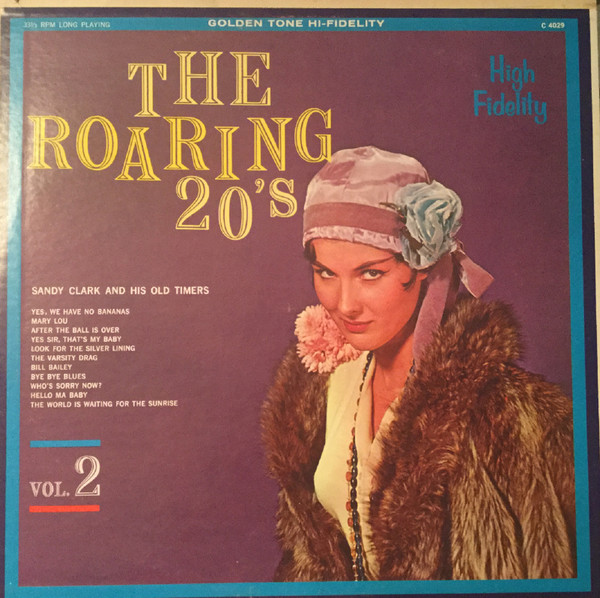 33⅓ RPM LONG PLAYING
GOLDEN TONE HI-FIDELITY
C 4029
THE
ROARING
20's
High
Fidelity
SANDY CLARK AND HIS OLD TIMERS
YES, WE HAVE NO BANANAS
MARY LOU
AFTER THE BALL IS OVER
YES SIR, THAT'S MY BABY
LOOK FOR THE SILVER LINING
THE VARSITY DRAG
BILL BAILEY
BYE BYE BLUES
WHO'S SORRY NOW?
HELLO MA BABY
THE WORLD IS WAITING FOR THE SUNRISE
VOL. 2